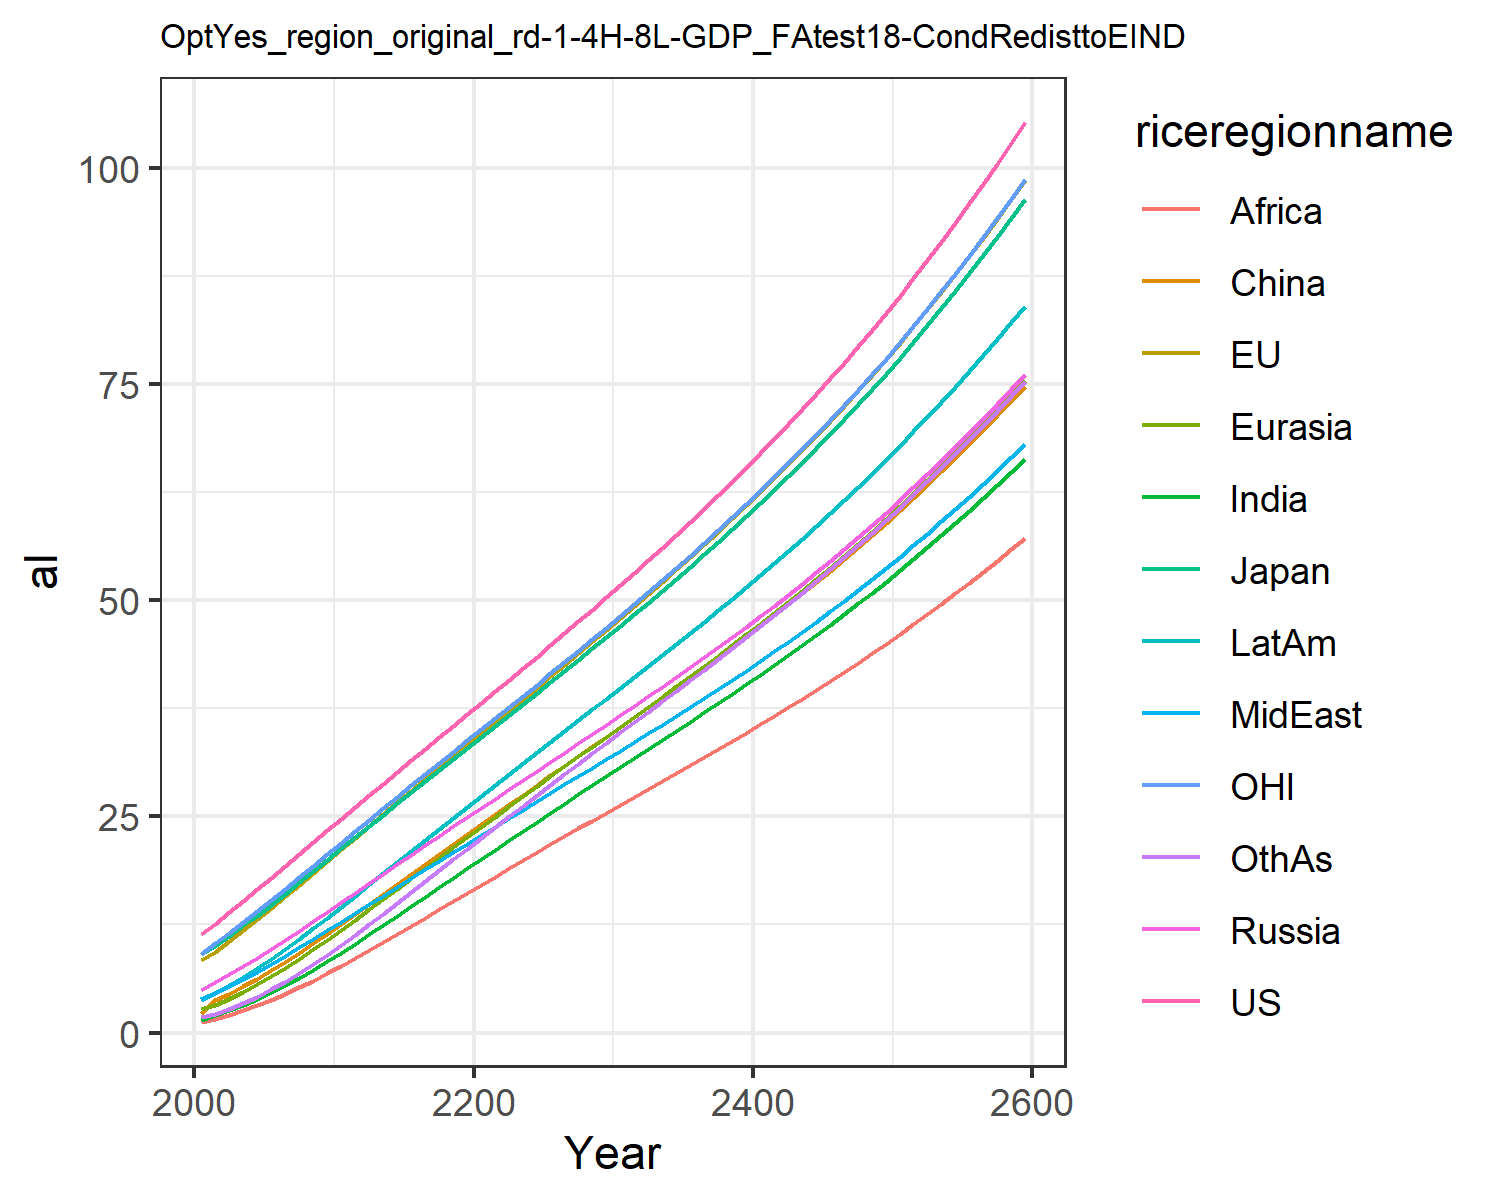 OptYes_region_original_rd-1-4H-8L-GDP_FAtest18-CondRedisttoEIND
riceregionname
Africa
China
EU
Eurasia
India
Japan
LatAm
MidEast
OHI
OthAs
Russia
US
al
100
75
50
25
0
2000
2200
2400
2600
Year